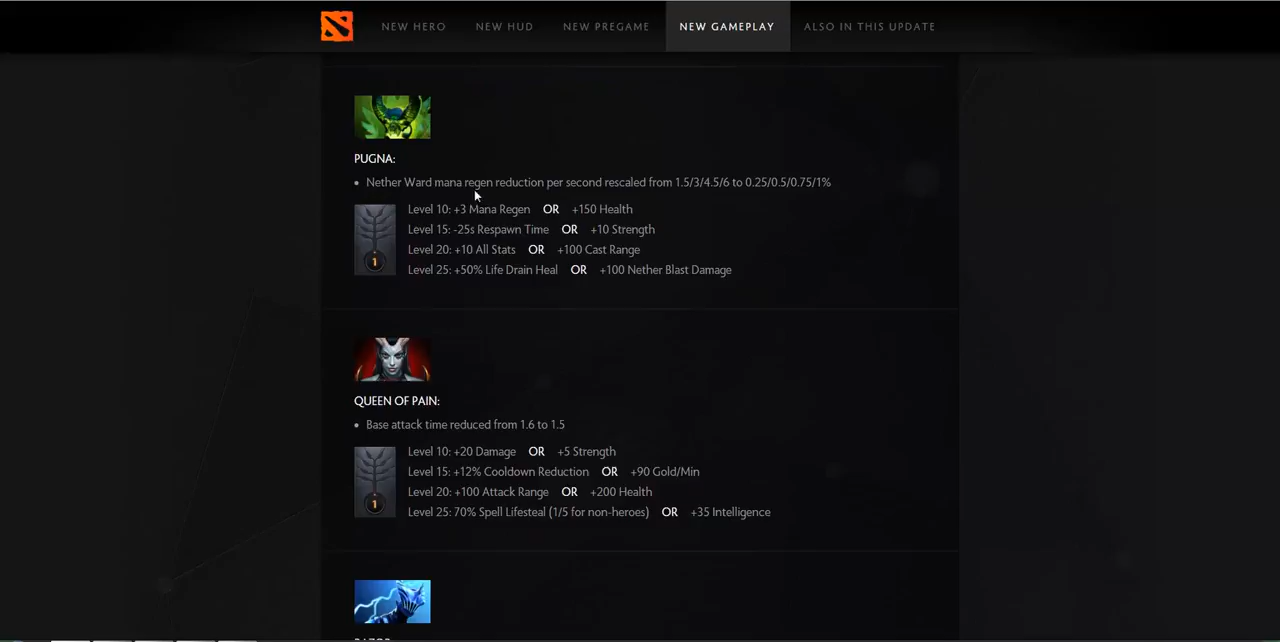 NEW HERO NEW HUD NEW PREGAME NEW GAMEPLAY ALSO IN THIS UPDATE
PUGNA:
• Nether Ward mana regen reduction per second rescaled from 1.5/3/4.5/6 to 0.25/0.5/0.75/1%
Level 10: +3 Mana Regen OR +150 Health
Level 15: -25s Respawn Time OR +10 Strength
Level 20: +10 All Stats OR +100 Cast Range
1
Level 25: +50% Life Drain Heal OR +100 Nether Blast Damage
QUEEN OF PAIN:
• Base attack time reduced from 1.6 to 1.5
Level 10: +20 Damage OR +5 Strength
Level 15: +12% Cooldown Reduction OR +90 Gold/Min
Level 20: +100 Attack Range OR +200 Health
1
Level 25: 70% Spell Lifesteal (1/5 for non-heroes) OR +35 Intelligence